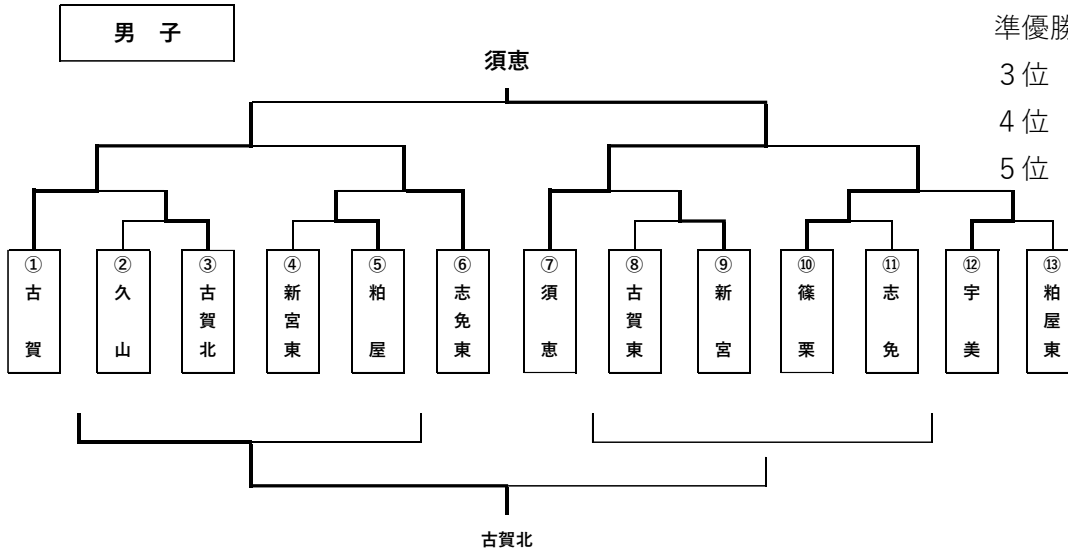 男 子
準優勝
3位
4位
5位
須恵
① 古賀
② 久山
③ 古賀北
④ 新宮東
⑤ 粕屋
⑥ 志免東
⑦ 須恵
⑧ 古賀東
⑨ 新宮
⑩ 篠栗
⑪ 志免
⑫ 宇美
⑬ 粕屋東
古賀北